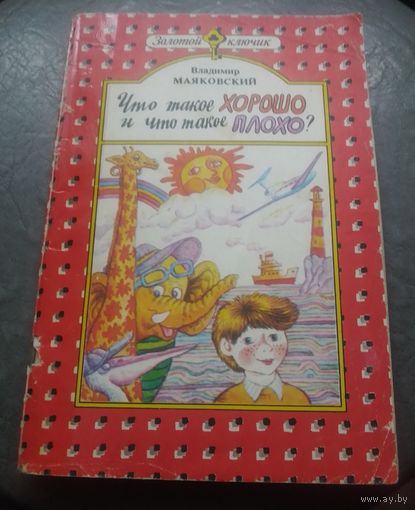 Золотой ключик
Владимир
МАЯКОВСКИЙ
Что такое ХОРОШО
и что такое ПЛОХО?
www.ay.by